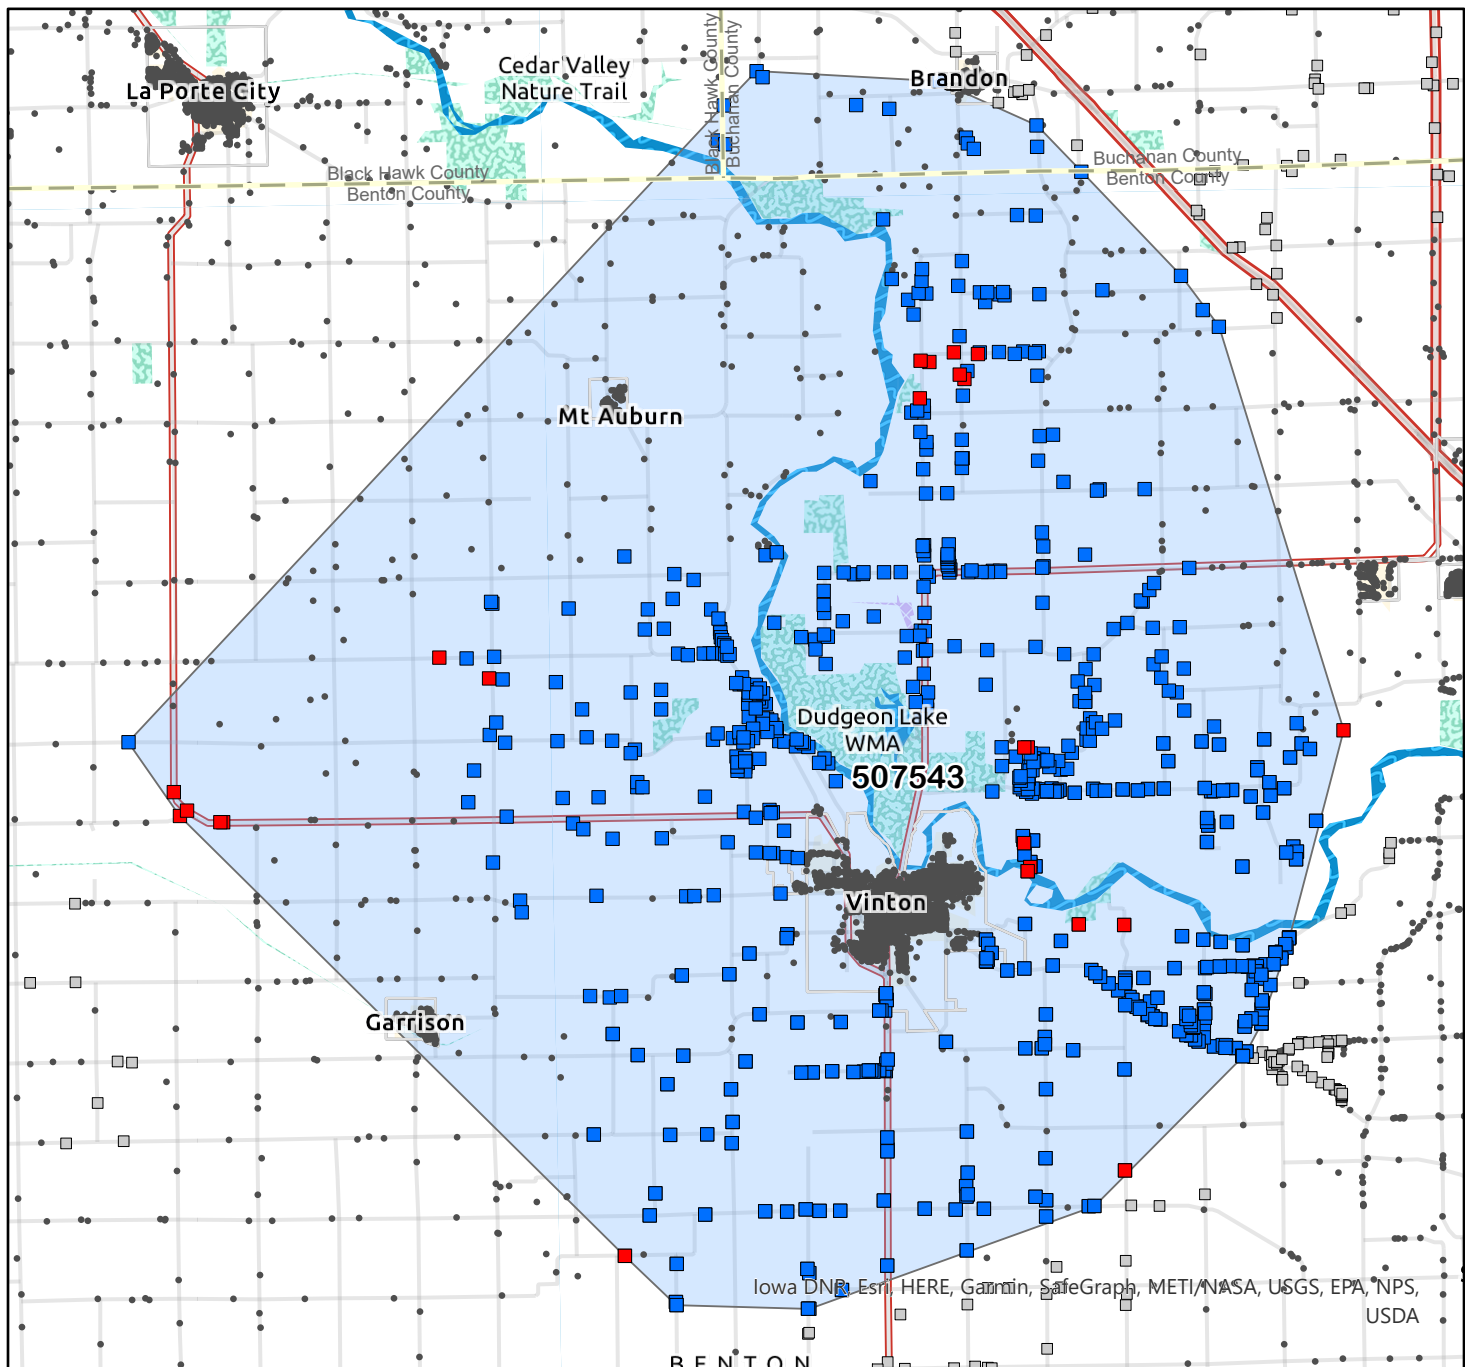 La Porte City
Cedar Valley
Nature Trail
Black Hawk County
Buchanan County
Brandon
Black Hawk County
Benton County
Buchanan County
Benton County
Mt Auburn
Dudgeon Lake
WMA
507543
Vinton
Garrison
Iowa DNR, Esri, HERE, Garmin, SafeGraph, METI/NASA, USGS, EPA, NPS,
USDA
BENTON